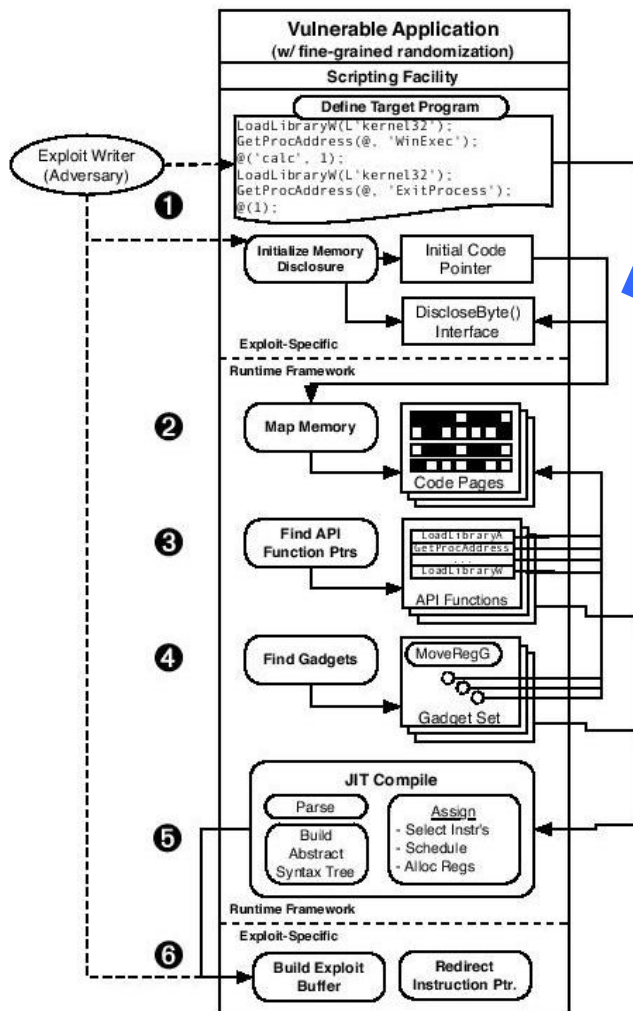 Vulnerable Application
(w/ fine-grained randomization)
Scripting Facility
Define Target Program
LoadLibraryW(L'kernel32');
GetProcAddress(@, 'WinExec');
@('calc', 1);
LoadLibraryW(L'kernel32');
GetProcAddress(@, 'ExitProcess');
@(1);
Exploit Writer
(Adversary)
❶
Initialize Memory
Disclosure
Initial Code
Pointer
DiscloseByte()
Interface
Exploit-Specific
Runtime Framework
❷
Map Memory
Code Pages
❸
Find API
Function Ptrs
LoadLibraryA
GetProcAddress
...
LoadLibraryW
API Functions
❹
Find Gadgets
MoveRegG
Gadget Set
❺
JIT Compile
Parse
Build
Abstract
Syntax Tree
Assign
- Select Instr's
- Schedule
- Alloc Regs
Runtime Framework
Exploit-Specific
❻
Build Exploit
Buffer
Redirect
Instruction Ptr.